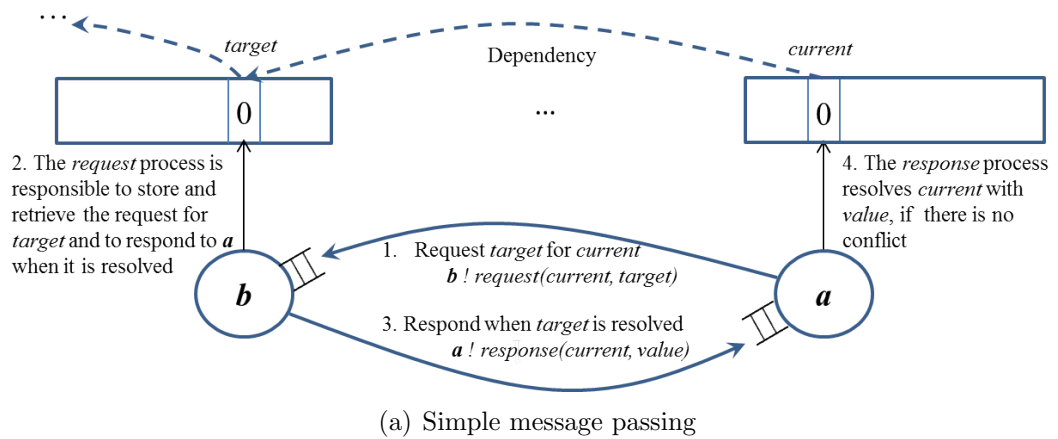 ...
target
Dependency
current
0
...
0
2. The request process is
responsible to store and
retrieve the request for
target and to respond to a
when it is resolved
4. The response process
resolves current with
value, if there is no
conflict
1. Request target for current
b ! request(current, target)
b
a
3. Respond when target is resolved
a ! response(current, value)
(a) Simple message passing